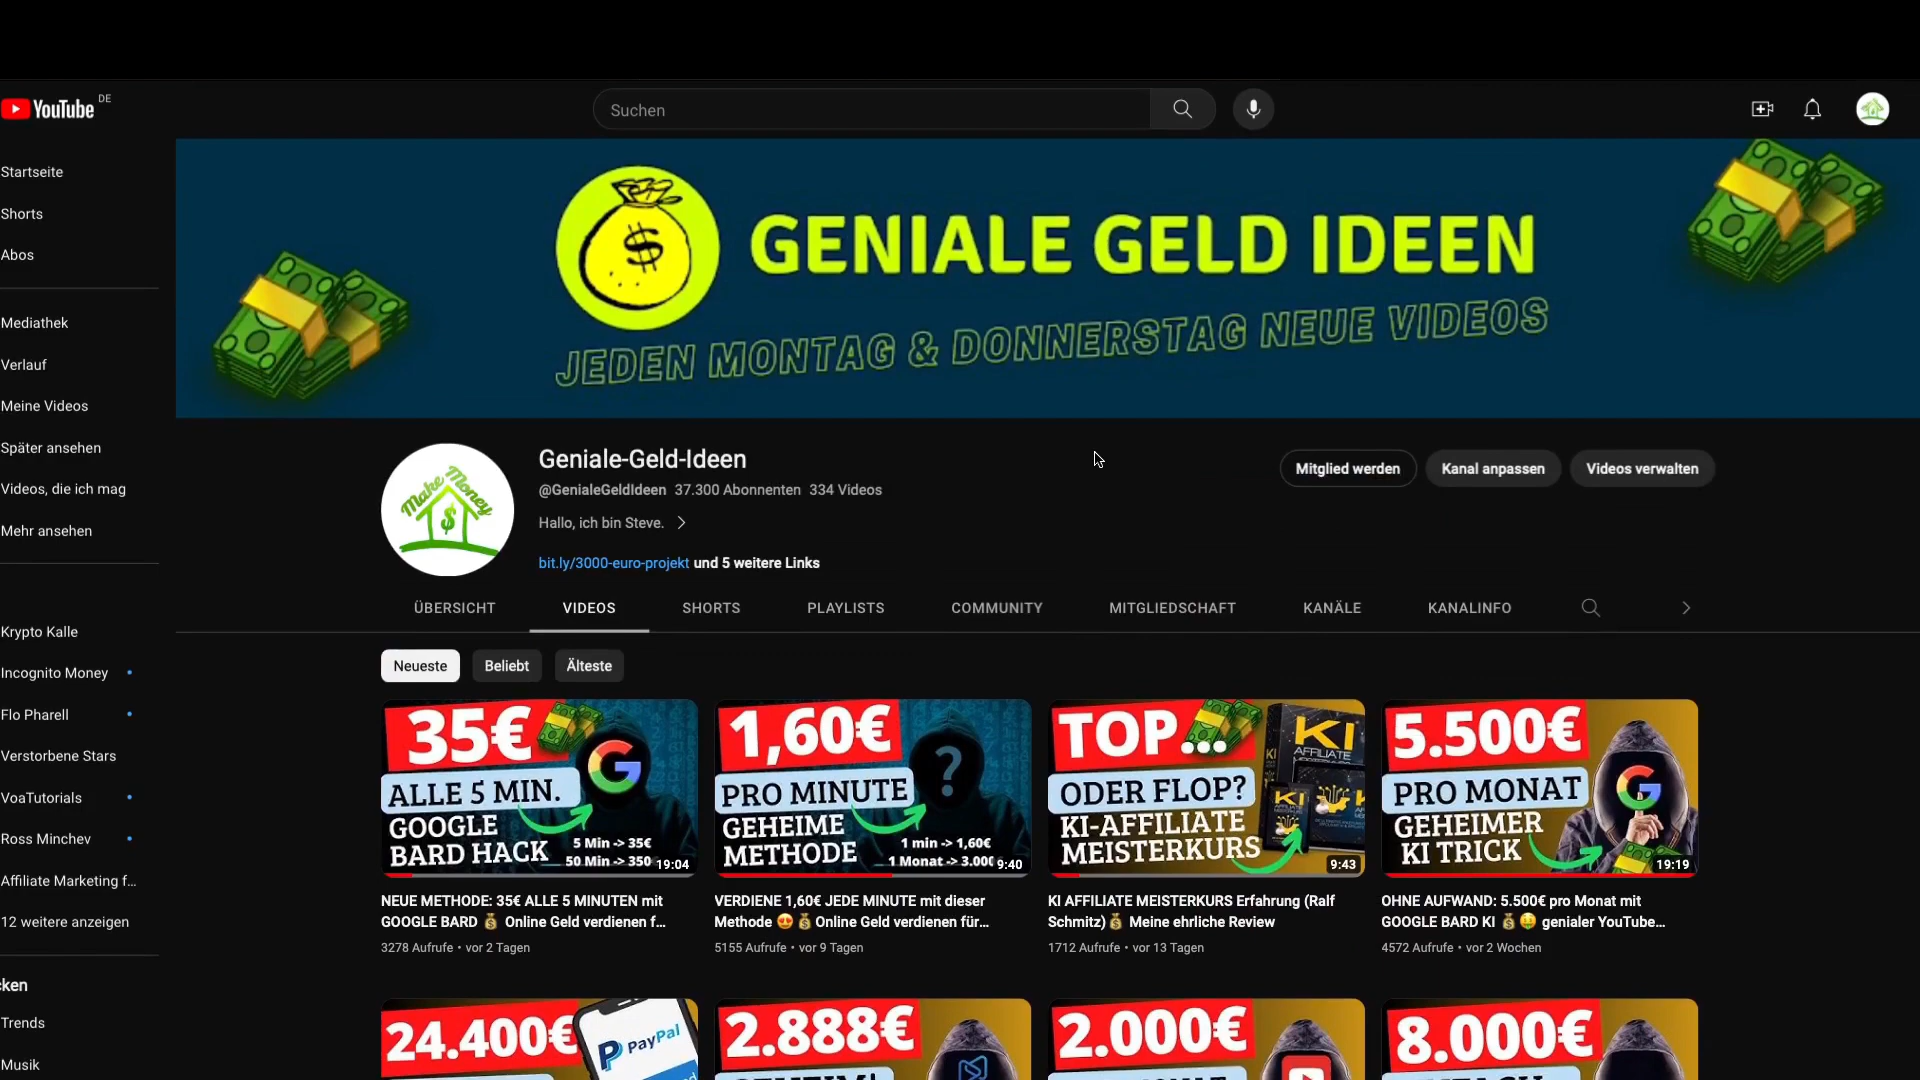 YouTube DE
Suchen
Startseite
Shorts
Abos
Mediathek
Verlauf
Meine Videos
Später ansehen
Videos, die ich mag
Mehr ansehen
Krypto Kalle
Incognito Money
Flo Pharell
Verstorbene Stars
VoaTutorials
Ross Minchev
Affiliate Marketing f...
12 weitere anzeigen
cken
Trends
Musik
$ GENIALE GELD IDEEN
JEDEN MONTAG & DONNERSTAG NEUE VIDEOS
Make Money
$
Geniale-Geld-Ideen
@GenialeGeldIdeen 37.300 Abonnenten 334 Videos
Hallo, ich bin Steve.
bit.ly/3000-euro-projekt und 5 weitere Links
Mitglied werden Kanal anpassen Videos verwalten
ÜBERSICHT VIDEOS SHORTS PLAYLISTS COMMUNITY MITGLIEDSCHAFT KANÄLE KANALINFO
Neueste Beliebt Älteste
35€
ALLE 5 MIN.
GOOGLE
BARD HACK
5 Min -> 35€
50 Min -> 350
19:04
NEUE METHODE: 35€ ALLE 5 MINUTEN mit
GOOGLE BARD 💰 Online Geld verdienen f...
3278 Aufrufe • vor 2 Tagen
1,60€
PRO MINUTE
GEHEIME
METHODE
?
1 min -> 1,60€
1 Monat -> 3.000
9:40
VERDIENE 1,60€ JEDE MINUTE mit dieser
Methode 😍💰 Online Geld verdienen für...
5155 Aufrufe • vor 9 Tagen
TOP...
ODER FLOP?
KI-AFFILIATE
MEISTERKURS
KI
AFFILIATE
9:43
KI AFFILIATE MEISTERKURS Erfahrung (Ralf
Schmitz)💰 Meine ehrliche Review
1712 Aufrufe • vor 13 Tagen
5.500€
PRO MONAT
GEHEIMER
KI TRICK
G
19:19
OHNE AUFWAND: 5.500€ pro Monat mit
GOOGLE BARD KI 💰🤑 genialer YouTube...
4572 Aufrufe • vor 2 Wochen
24.400€
PayPal
2.888€
2.000€
8.000€